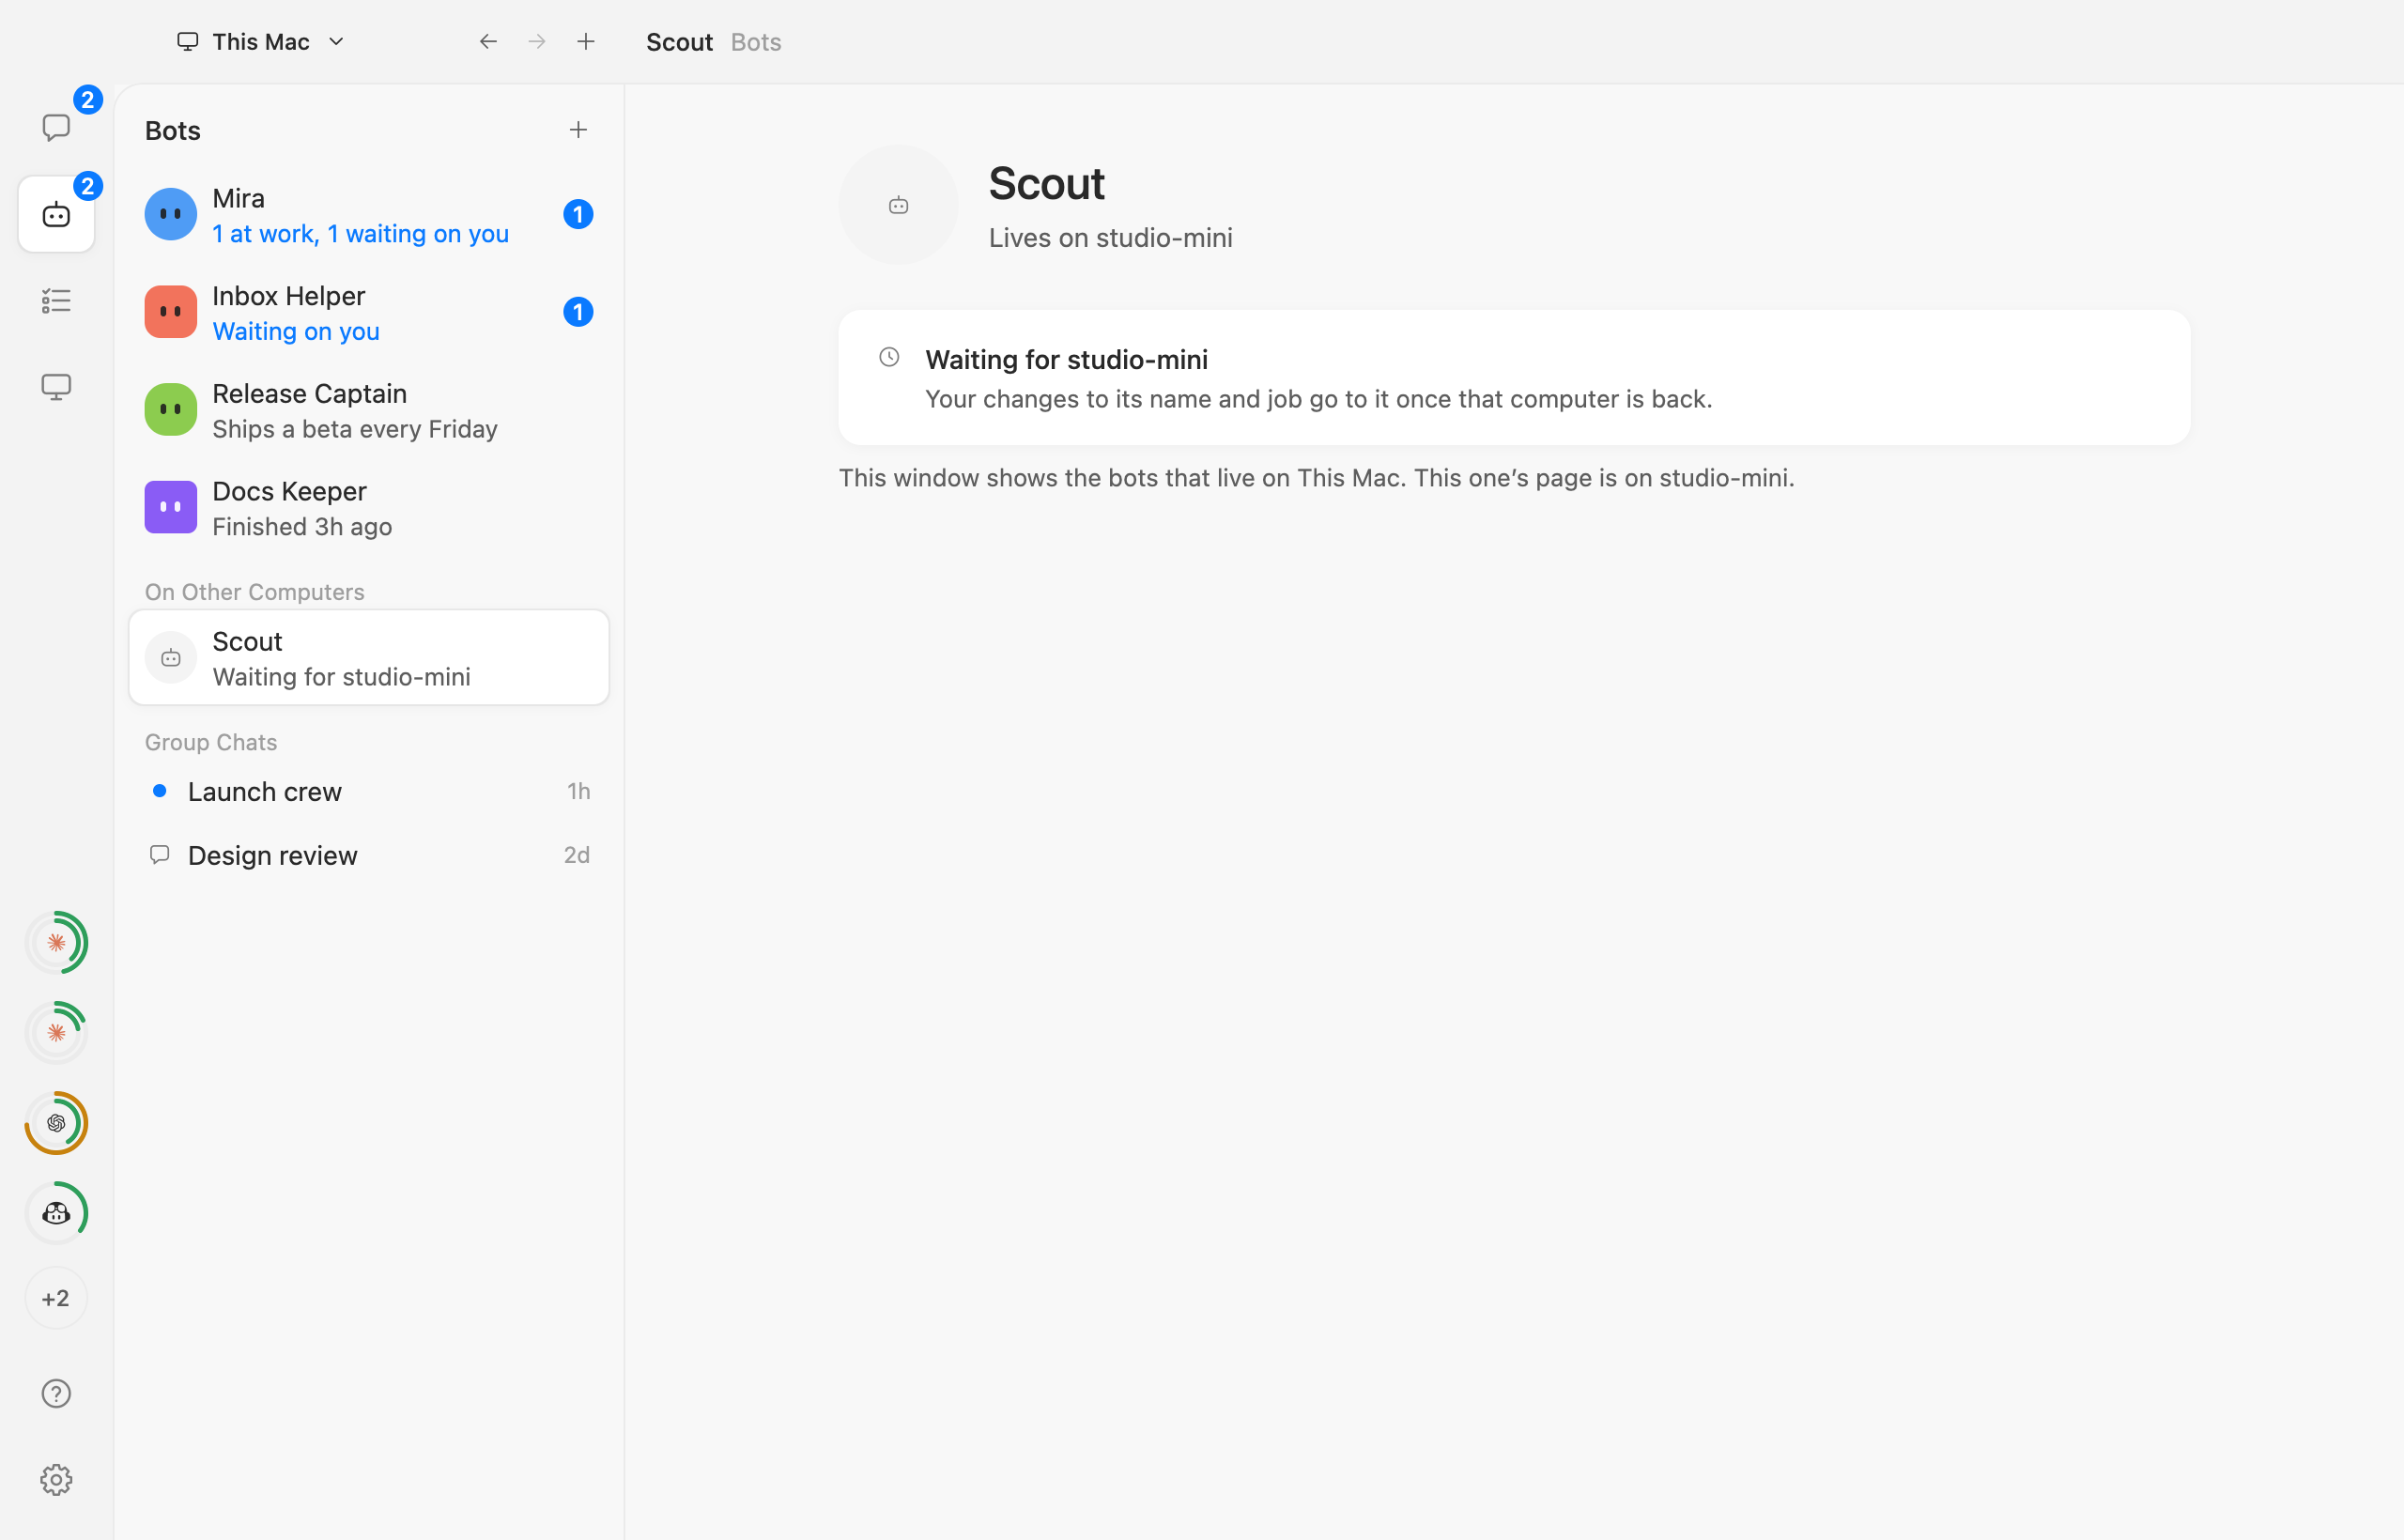 This Mac
Scout Bots
2
2
Bots
Mira
1 at work, 1 waiting on you
1
Inbox Helper
Waiting on you
1
Release Captain
Ships a beta every Friday
Docs Keeper
Finished 3h ago
On Other Computers
Scout
Waiting for studio-mini
Group Chats
Launch crew 1h
Design review 2d
+2
Scout
Lives on studio-mini
Waiting for studio-mini
Your changes to its name and job go to it once that computer is back.
This window shows the bots that live on This Mac. This one’s page is on studio-mini.